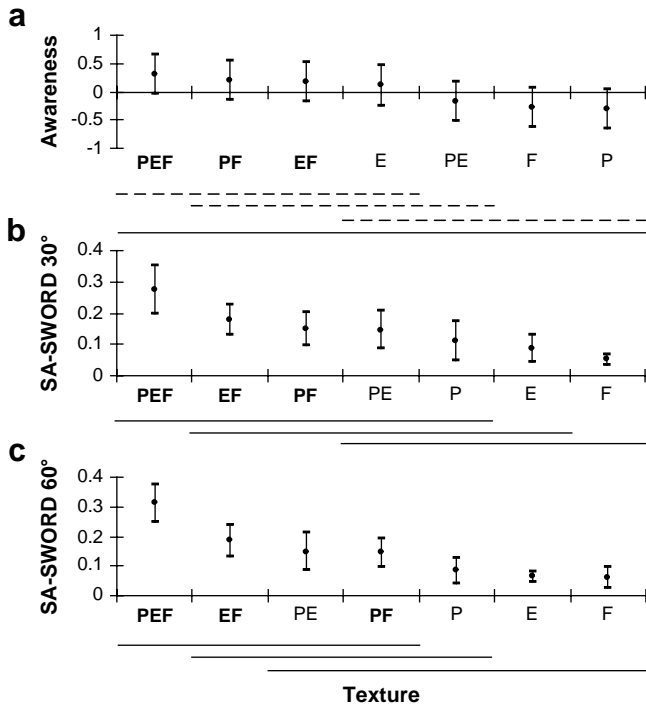 a
Awareness
1
0.5
0
-0.5
-1
PEF PF EF E PE F P
b
SA-SWORD 30°
0.4
0.3
0.2
0.1
0
PEF EF PF PE P E F
c
SA-SWORD 60°
0.4
0.3
0.2
0.1
0
PEF EF PE PF P E F
Texture